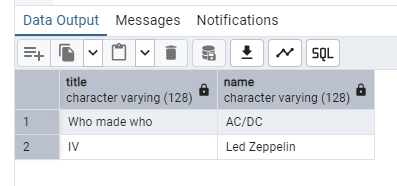 Data Output Messages Notifications
SQL
title name
character varying (128) character varying (128)
1 Who made who AC/DC
2 IV Led Zeppelin